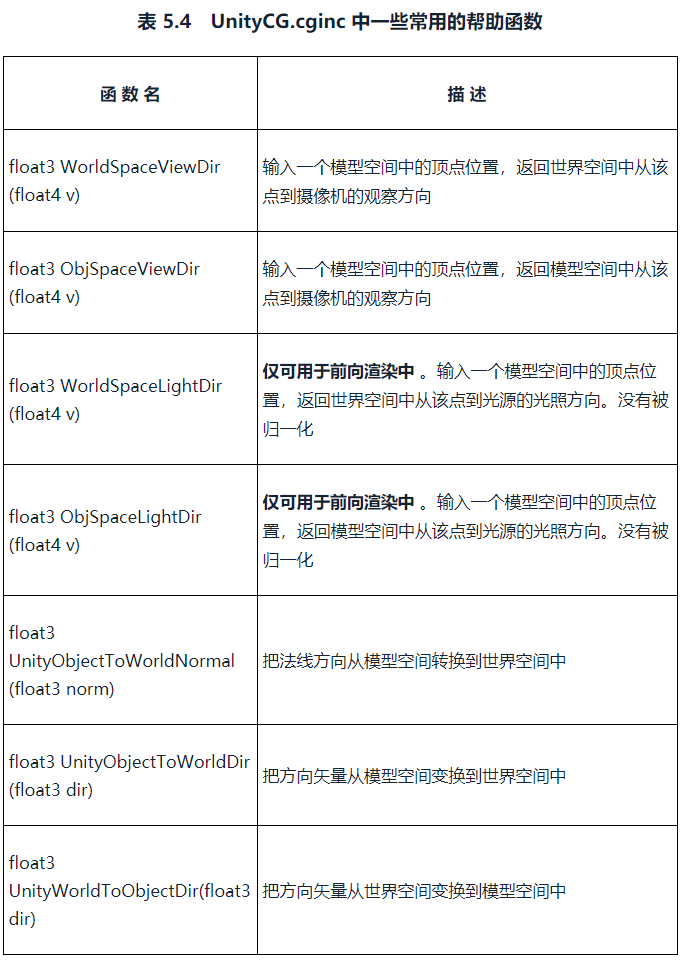 表 5.4 UnityCG.cginc 中一些常用的帮助函数
函 数 名
描 述
float3 WorldSpaceViewDir
(float4 v)
输入一个模型空间中的顶点位置，返回世界空间中从该
点到摄像机的观察方向
float3 ObjSpaceViewDir
(float4 v)
输入一个模型空间中的顶点位置，返回模型空间中从该
点到摄像机的观察方向
float3 WorldSpaceLightDir
(float4 v)
仅可用于前向渲染中 。输入一个模型空间中的顶点位
置，返回世界空间中从该点到光源的光照方向。没有被
归一化
float3 ObjSpaceLightDir
(float4 v)
仅可用于前向渲染中 。输入一个模型空间中的顶点位
置，返回模型空间中从该点到光源的光照方向。没有被
归一化
float3
UnityObjectToWorldNormal
(float3 norm)
把法线方向从模型空间转换到世界空间中
float3 UnityObjectToWorldDir
(float3 dir)
把方向矢量从模型空间变换到世界空间中
float3
UnityWorldToObjectDir(float3
dir)
把方向矢量从世界空间变换到模型空间中